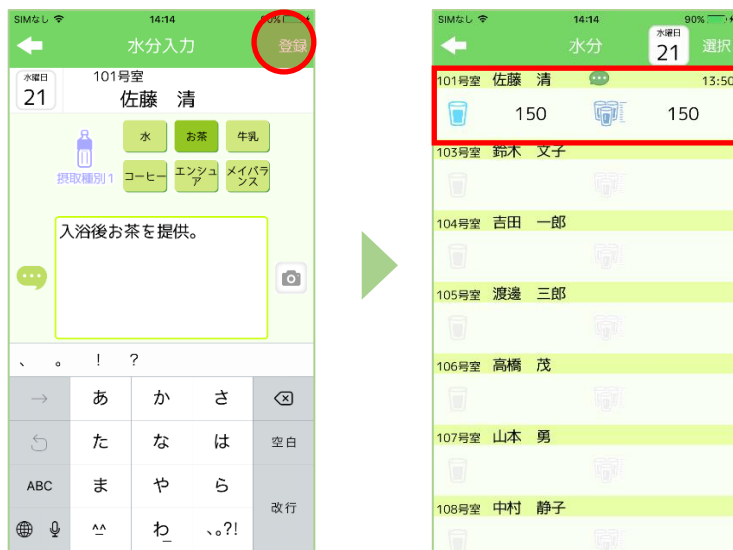 SIMなし 14:14 90%
水分入力 登録
水曜日
21
101号室
佐藤 清
水 お茶 牛乳
摂取種別1
コーヒー エンシュア メイバランス
入浴後お茶を提供。
、 。 ! ?
→ あ か さ
た な は 空白
ABC ま や ら
^^ わ_ 、。?! 改行
SIMなし 14:14 90%
水分 水曜日 21 選択
101号室 佐藤 清 13:50
150 150
103号室 鈴木 文子
104号室 吉田 一郎
105号室 渡邊 三郎
106号室 高橋 茂
107号室 山本 勇
108号室 中村 静子